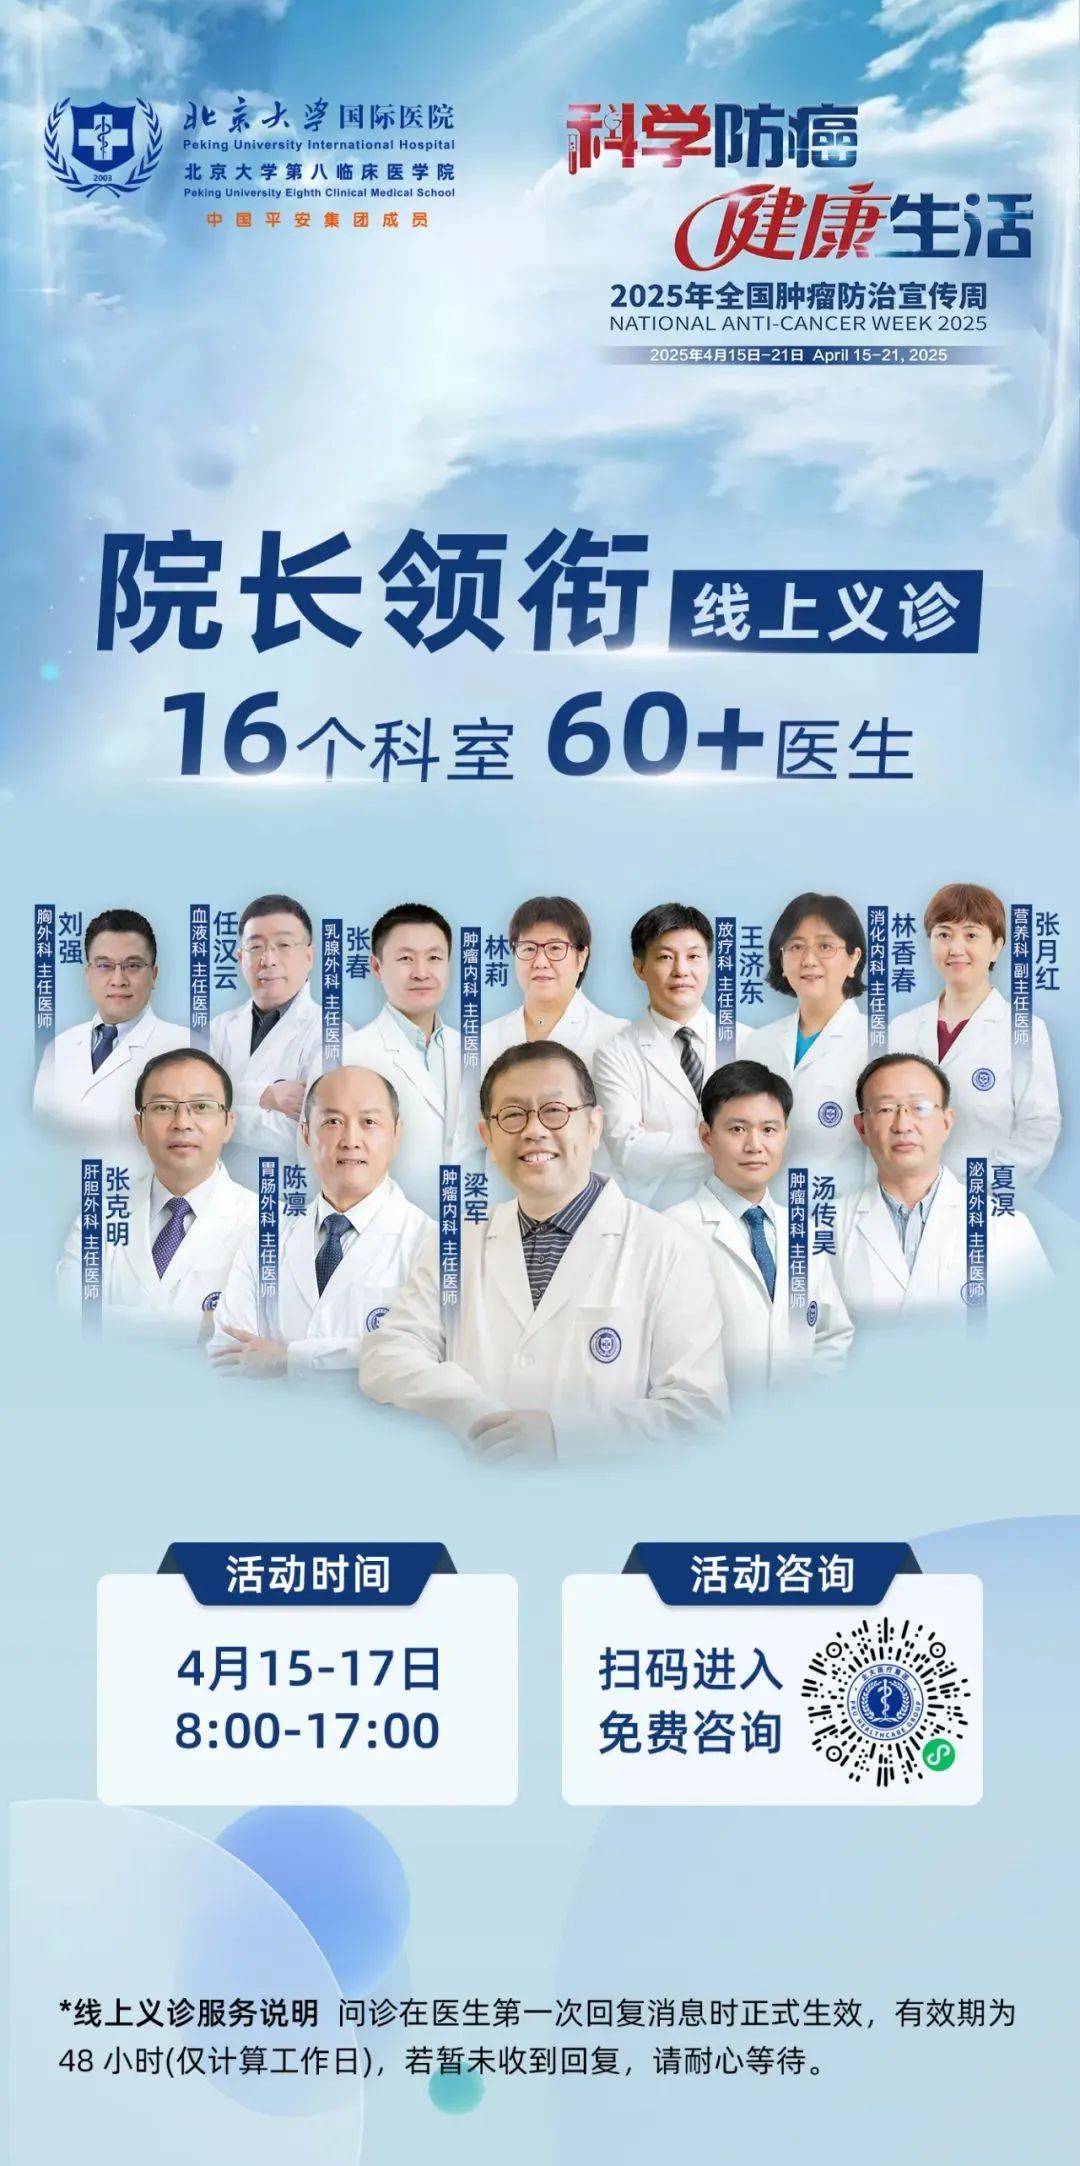 北京大学国际医院
Peking University International Hospital
北京大学第八临床医学院
Peking University Eighth Clinical Medical School
中国平安集团成员
2003
科学防癌
健康生活
2025年全国肿瘤防治宣传周
NATIONAL ANTI-CANCER WEEK 2025
2025年4月15日-21日 April 15-21, 2025
院长领衔 线上义诊
16个科室 60+医生
胸外科 主任医师
刘强
血液科 主任医师
任汉云
乳腺外科 主任医师
张春
肿瘤内科 主任医师
林莉
放疗科 主任医师
王济东
消化内科 主任医师
林香春
营养科 副主任医师
张月红
肝胆外科 主任医师
张克明
胃肠外科 主任医师
陈凛
肿瘤内科 主任医师
梁军
肿瘤内科 主任医师
汤传昊
泌尿外科 主任医师
夏溟
活动时间
4月15-17日
8:00-17:00
活动咨询
扫码进入
免费咨询
北大医疗集团
PKU HEALTHCARE GROUP
*线上义诊服务说明 问诊在医生第一次回复消息时正式生效，有效期为
48 小时(仅计算工作日)，若暂未收到回复，请耐心等待。